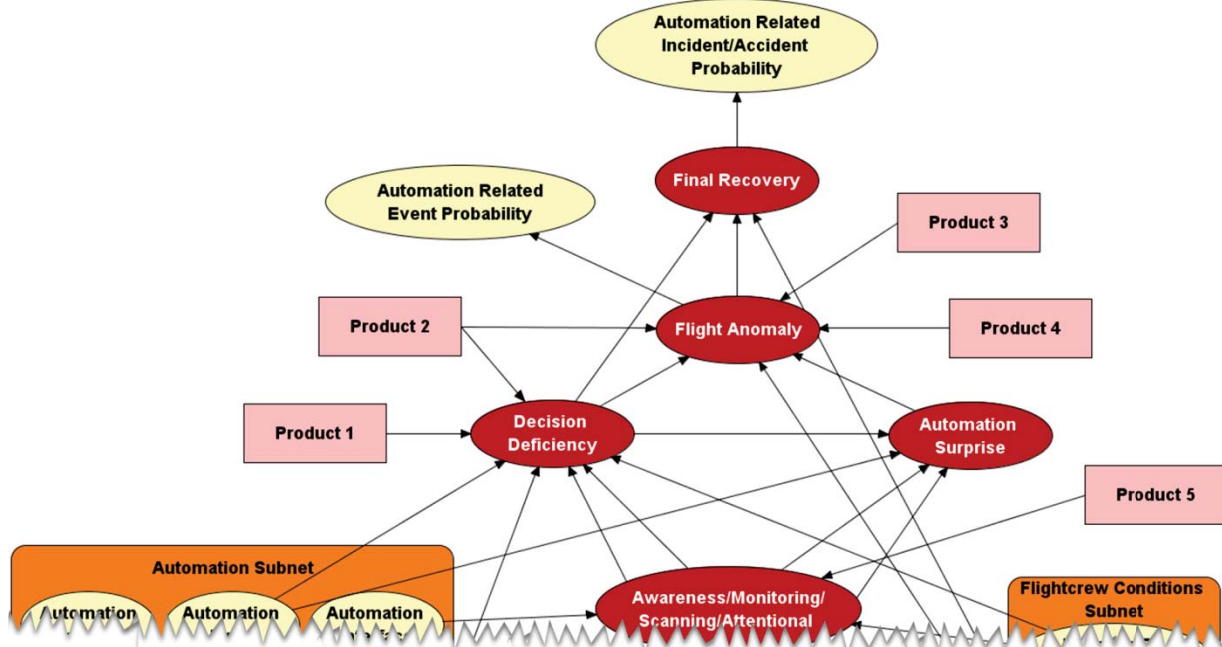 Automation Related
Incident/Accident
Probability
Final Recovery
Automation Related
Event Probability
Product 3
Product 2
Flight Anomaly
Product 4
Product 1
Decision
Deficiency
Automation
Surprise
Product 5
Automation Subnet
Automation
Automation
Automation
Awareness/Monitoring/
Scanning/Attentional
Flightcrew Conditions
Subnet